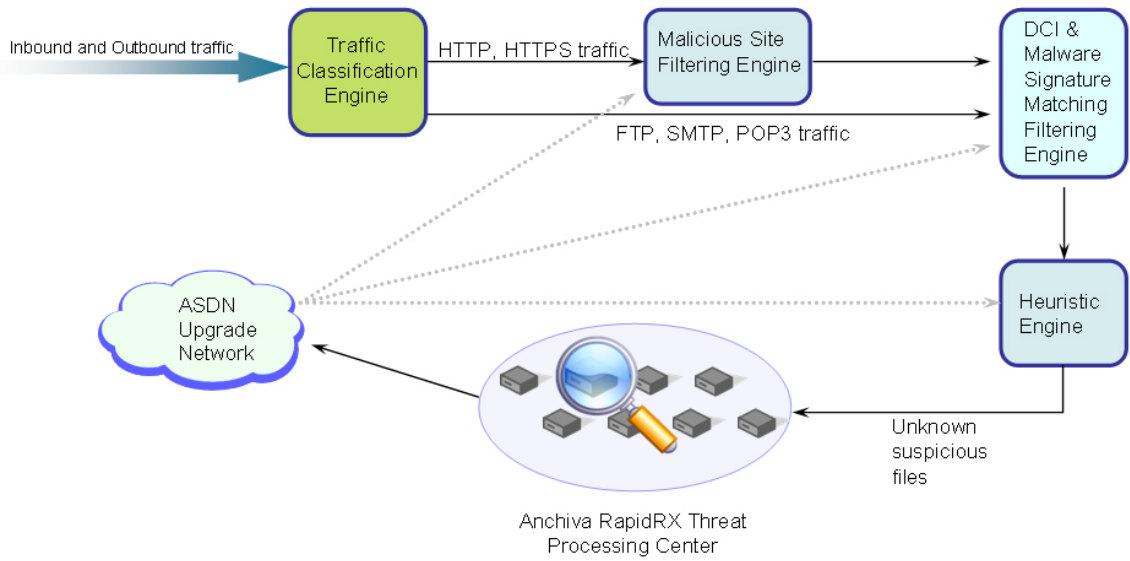 Inbound and Outbound traffic
Traffic
Classification
Engine
HTTP, HTTPS traffic
Malicious Site
Filtering Engine
DCI &
Malware
Signature
Matching
Filtering
Engine
FTP, SMTP, POP3 traffic
ASDN
Upgrade
Network
Heuristic
Engine
Unknown
suspicious
files
Anchiva RapidRX Threat
Processing Center